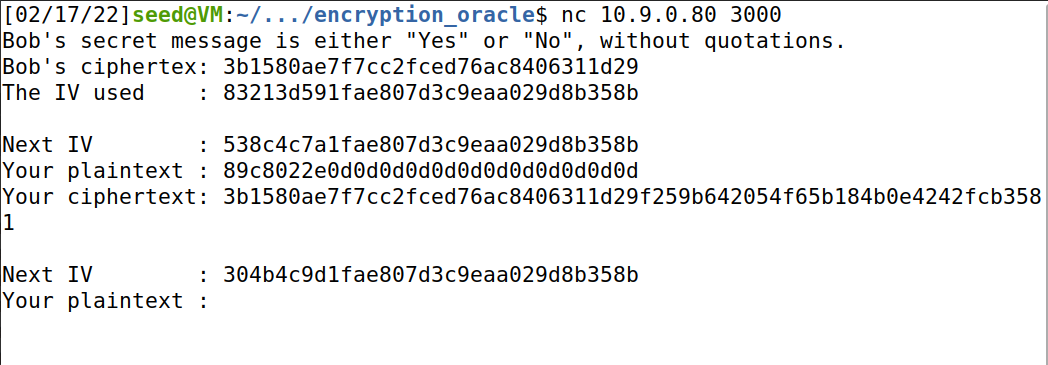 [02/17/22]seed@VM:~/.../encryption_oracle$ nc 10.9.0.80 3000
Bob's secret message is either "Yes" or "No", without quotations.
Bob's ciphertex: 3b1580ae7f7cc2fced76ac8406311d29
The IV used    : 83213d591fae807d3c9eaa029d8b358b
Next IV        : 538c4c7a1fae807d3c9eaa029d8b358b
Your plaintext : 89c8022e0d0d0d0d0d0d0d0d0d0d0d0d
Your ciphertext: 3b1580ae7f7cc2fced76ac8406311d29f259b642054f65b184b0e4242fcb358
1
Next IV        : 304b4c9d1fae807d3c9eaa029d8b358b
Your plaintext :